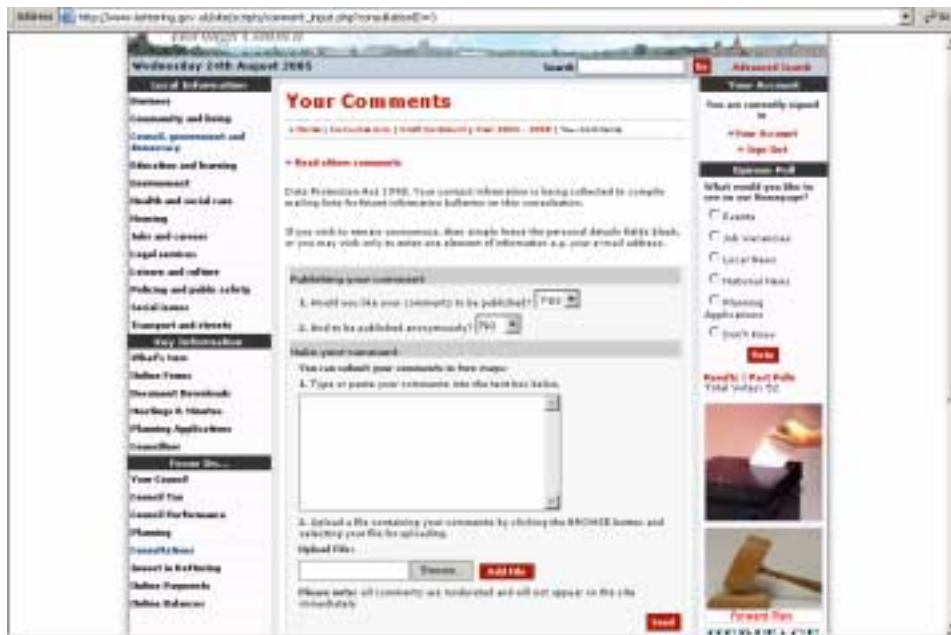 Address
Wednesday 24th August 2005
Search
Go
Advanced Search
Local Information
Business
Community and living
Council, government and
democracy
Education and learning
Environment
Health and social care
Housing
Jobs and careers
Legal services
Leisure and culture
Policing and public safety
Social issues
Transport and streets
Key Information
What's New
Online Forms
Document Downloads
Meetings & Minutes
Planning Applications
Councillors
Focus On...
Your Council
Council Tax
Council Performance
Planning
Consultations
Invest in Kettering
Online Payments
Online Balances
Your Comments
» Read others comments
Data Protection Act 1998. Your contact information is being collected to compile
mailing lists for future information bulletins on this consultation.
If you wish to remain anonymous, then simply leave the personal details fields blank,
or you may wish only to enter one element of information e.g. your e-mail address.
Publishing your comment
1. Would you like your comments to be published? Yes
2. And to be published anonymously? No
Make your comment
You can submit your comments in two ways:
1. Type or paste your comments into the text box below.
2. Upload a file containing your comments by clicking the BROWSE button and
selecting your file for uploading.
Upload File:
Browse...
Add File
Please note: all comments are moderated and will not appear on the site
immediately
Send
Your Account
You are currently signed
in
» Your Account
» Sign Out
Opinion Poll
What would you like to
see on our Homepage?
Events
Job Vacancies
Local News
National News
Planning
Applications
Don't Know
Vote
Results | Past Polls
Total Votes: 52
Forward Plan
HERITAGE